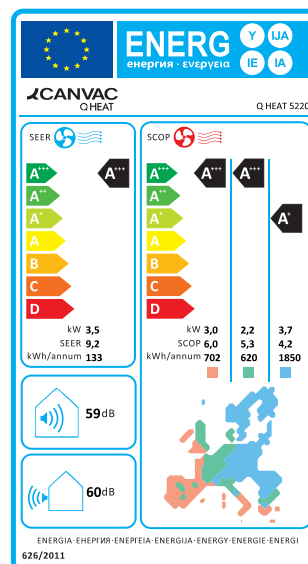 ENERG Y IJA
енергия · ενεργεια IE IA
CANVAC
Q HEAT
Q HEAT 5220
SEER
SCOP
A+++ A+++ A+++ A+++ A+++
A++ A++
A+ A+ A+
A A
B B
C C
D D
kW 3,5 kW 3,0 2,2 3,7
SEER 9,2 SCOP 6,0 5,3 4,2
kWh/annum 133 kWh/annum 702 620 1850
59dB
60dB
ENERGIA·ЕНЕРГИЯ·ΕΝΕΡΓΕΙΑ·ENERGIJA·ENERGY·ENERGIE·ENERGI
626/2011